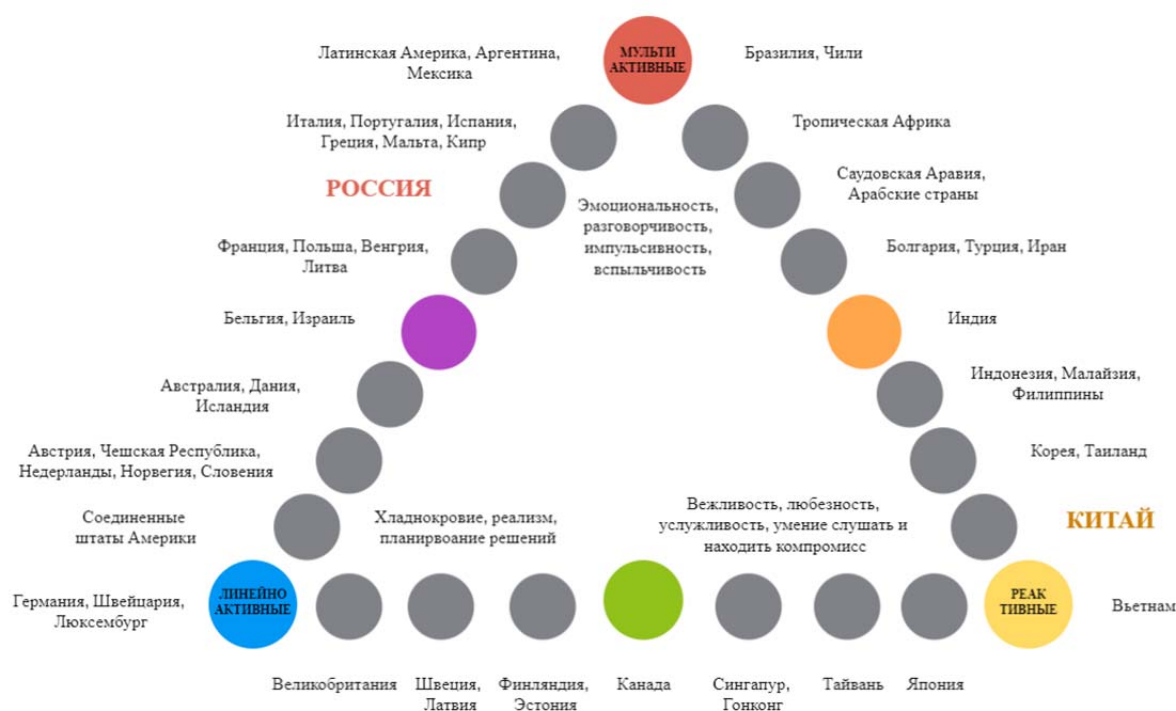 Латинская Америка, Аргентина,
Мексика
МУЛЬТИ
АКТИВНЫЕ
Бразилия, Чили
Италия, Португалия, Испания,
Греция, Мальта, Кипр
Тропическая Африка
РОССИЯ
Саудовская Аравия,
Арабские страны
Эмоциональность,
разговорчивость,
импульсивность,
вспыльчивость
Франция, Польша, Венгрия,
Литва
Болгария, Турция, Иран
Бельгия, Израиль
Индия
Австралия, Дания,
Исландия
Индонезия, Малайзия,
Филиппины
Австрия, Чешская Республика,
Недерланды, Норвегия, Словения
Корея, Таиланд
Соединенные
штаты Америки
Хладнокровие, реализм,
планирвоание решений
Вежливость, любезность,
услужливость, умение слушать и
находить компромисс
КИТАЙ
Германия, Швейцария,
Люксембург
ЛИНЕЙНО
АКТИВНЫЕ
РЕАК
ТИВНЫЕ
Вьетнам
Великобритания
Швеция,
Латвия
Финляндия,
Эстония
Канада
Сингапур,
Гонконг
Тайвань
Япония